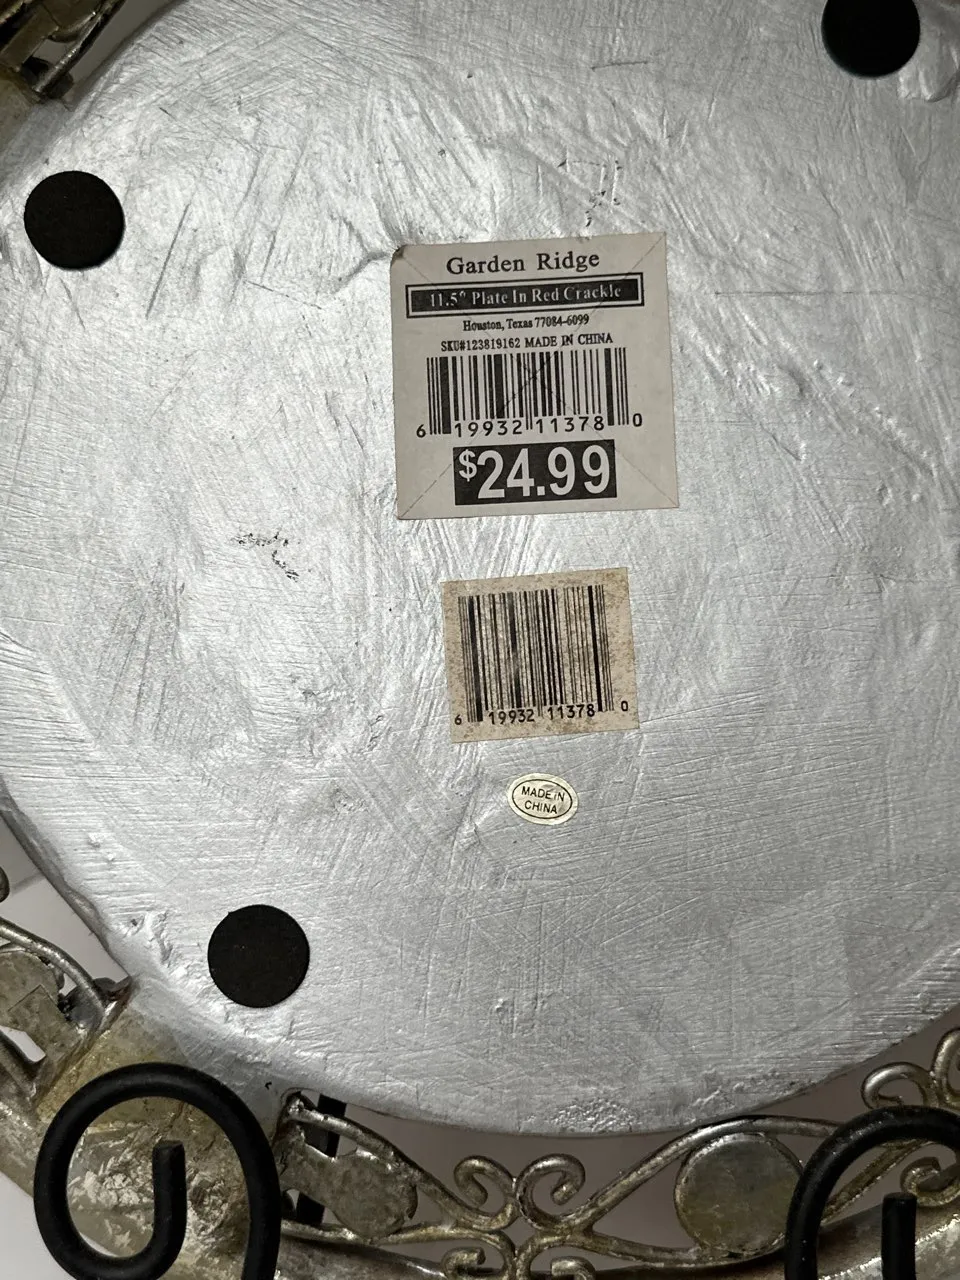 Garden Ridge
11.5" Plate In Red Crackle
Houston, Texas 77084-6099
SKU#123819162 MADE IN CHINA
6 19932 11378 0
$24.99
6 19932 11378 0
MADE IN
CHINA